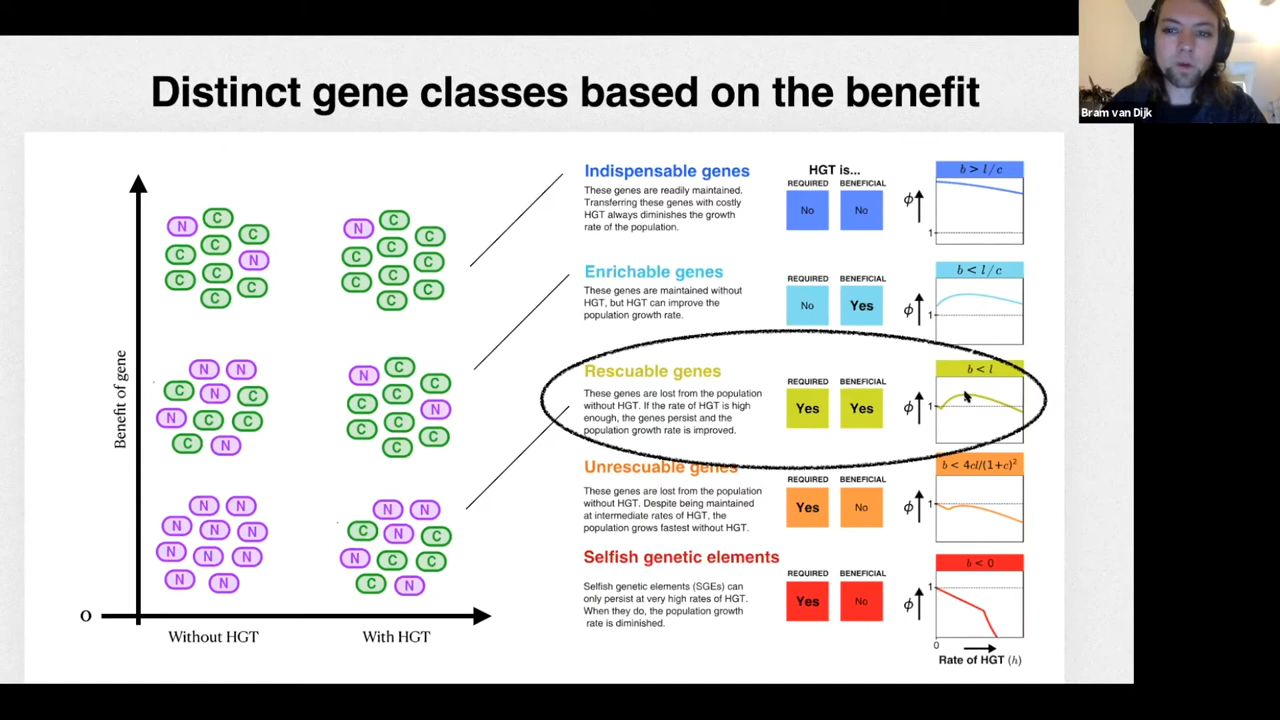 Distinct gene classes based on the benefit
Bram van Dijk
Benefit of gene
O
N C C C C N C C C C
N C C C C C C C C C
N N C N C N C C C N
N C C C C N C C C C
N N N N N N N N N N
N N C N C N C C C N
Without HGT
With HGT
HGT is...
Indispensable genes
These genes are readily maintained.
Transferring these genes with costly
HGT always diminishes the growth
rate of the population.
REQUIRED BENEFICIAL
No No
ϕ
b > l/c
1
Enrichable genes
These genes are maintained without
HGT, but HGT can improve the
population growth rate.
REQUIRED BENEFICIAL
No Yes
ϕ
b < l/c
1
Rescuable genes
These genes are lost from the population
without HGT. If the rate of HGT is high
enough, the genes persist and the
population growth rate is improved.
REQUIRED BENEFICIAL
Yes Yes
ϕ
b < l
1
Unrescuable genes
These genes are lost from the population
without HGT. Despite being maintained
at intermediate rates of HGT, the
population grows fastest without HGT.
REQUIRED BENEFICIAL
Yes No
ϕ
b < 4cl/(1+c)²
1
Selfish genetic elements
Selfish genetic elements (SGEs) can
only persist at very high rates of HGT.
When they do, the population growth
rate is diminished.
REQUIRED BENEFICIAL
Yes No
ϕ
b < 0
1
0
Rate of HGT (h)